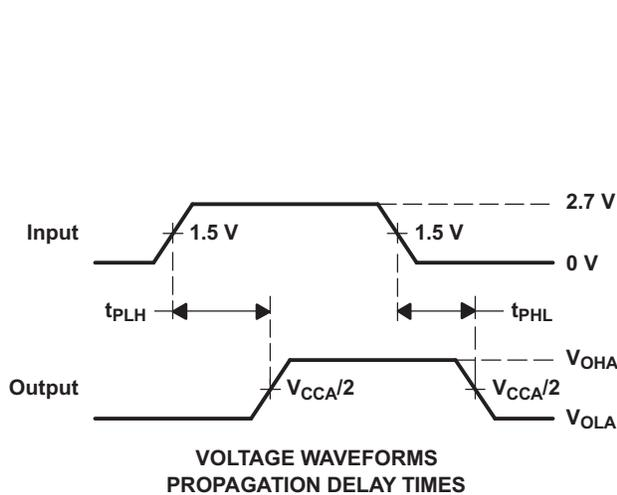 2.7 V
Input
1.5 V
1.5 V
0 V
tPLH
tPHL
VOHA
Output
VCCA/2
VCCA/2
VOLA
VOLTAGE WAVEFORMS
PROPAGATION DELAY TIMES